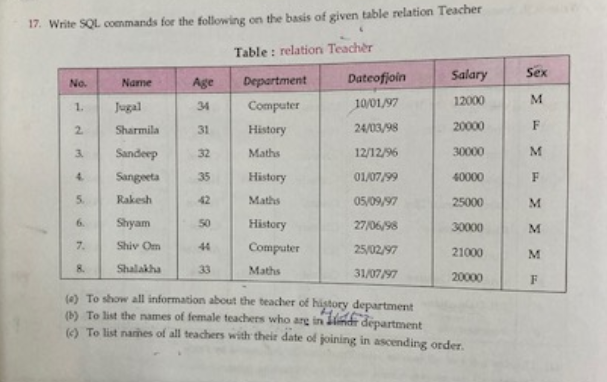 17. Write SQL commands for the following on the basis of given table relation Teacher
Table : relation Teacher
No. Name Age Department Dateofjoin Salary Sex
1. Jugal 34 Computer 10/01/97 12000 M
2. Sharmila 31 History 24/03/98 20000 F
3. Sandeep 32 Maths 12/12/96 30000 M
4. Sangeeta 35 History 01/07/99 40000 F
5. Rakesh 42 Maths 05/09/97 25000 M
6. Shyam 50 History 27/06/98 30000 M
7. Shiv Om 44 Computer 25/02/97 21000 M
8. Shalakha 33 Maths 31/07/97 20000 F
(a) To show all information about the teacher of history department
(b) To list the names of female teachers who are in Hindi department
(c) To list names of all teachers with their date of joining in ascending order.